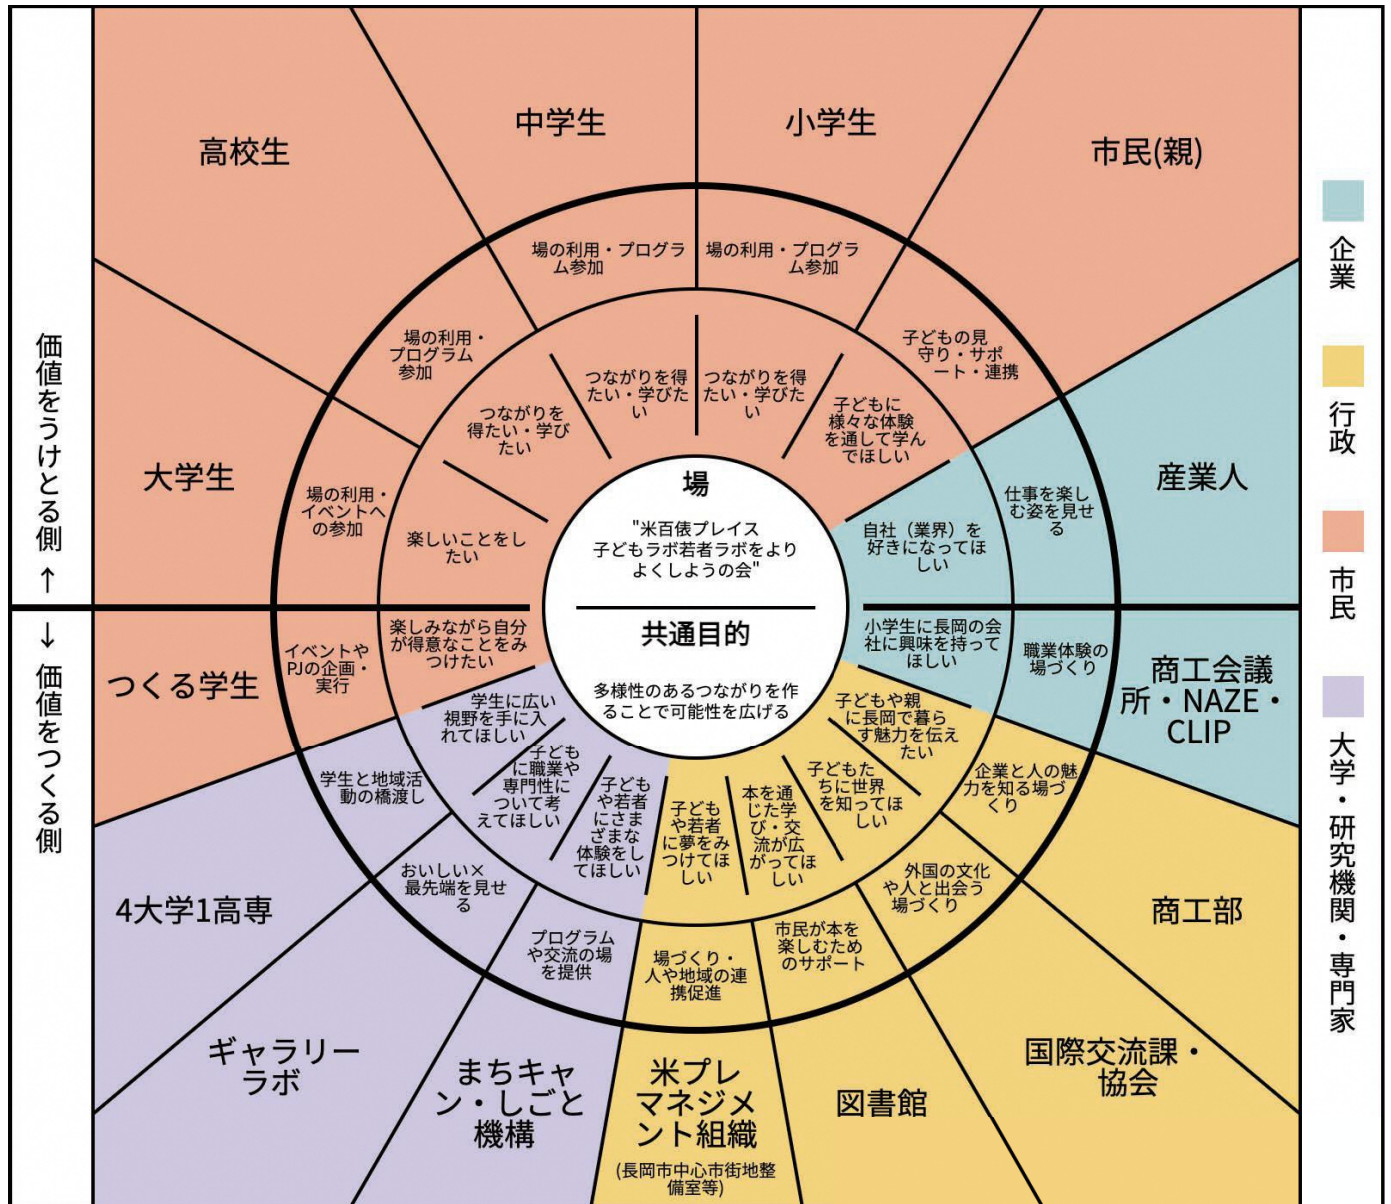 高校生
中学生
小学生
市民(親)
場の利用・プログラ
ム参加
場の利用・プログラ
ム参加
場の利用・
プログラム
参加
子どもの見
守り・サポ
ート・連携
つながりを
得たい・学び
たい
つながりを得
たい・学びた
い
つながりを得
たい・学びた
い
子どもに
様々な体験
を通して学ん
でほしい
大学生
場の利用・
イベントへ
の参加
楽しいことをし
たい
自社（業界）を
好きになってほ
しい
仕事を楽し
む姿を見せ
る
産業人
場
"米百俵プレイス
子どもラボ若者ラボをより
よくしようの会"
共通目的
多様性のあるつながりを作
ることで可能性を広げる
つくる学生
イベントや
PJの企画・
実行
楽しみながら自分
が得意なことをみ
つけたい
小学生に長岡の会
社に興味を持って
ほしい
職業体験の
場づくり
商工会議
所・NAZE・
CLIP
学生に広い
視野を手に入
れてほしい
子ども
に職業や
専門性に
ついて考
えてほしい
子ども
や若者
にさま
ざまな
体験をし
てほしい
子ども
や若者
に夢をみ
つけてほ
しい
本を通
じた学
び・交
流が広
がってほ
しい
子どもた
ちに世界
を知ってほ
しい
子どもや親
に長岡で暮ら
す魅力を伝え
たい
学生と地域活
動の橋渡し
おいしい×
最先端を見せ
る
プログラム
や交流の場
を提供
場づくり・
人や地域の連
携促進
市民が本を
楽しむため
のサポート
外国の文化
や人と出会う
場づくり
企業と人の魅
力を知る場づ
くり
4大学1高専
ギャラリー
ラボ
まちキャ
ン・しごと
機構
米プレ
マネジメ
ント組織
(長岡市中心市街地整
備室等)
図書館
国際交流課・
協会
商工部
価値をうけとる側 ↑
↓ 価値をつくる側
企業
行政
市民
大学・研究機関・専門家